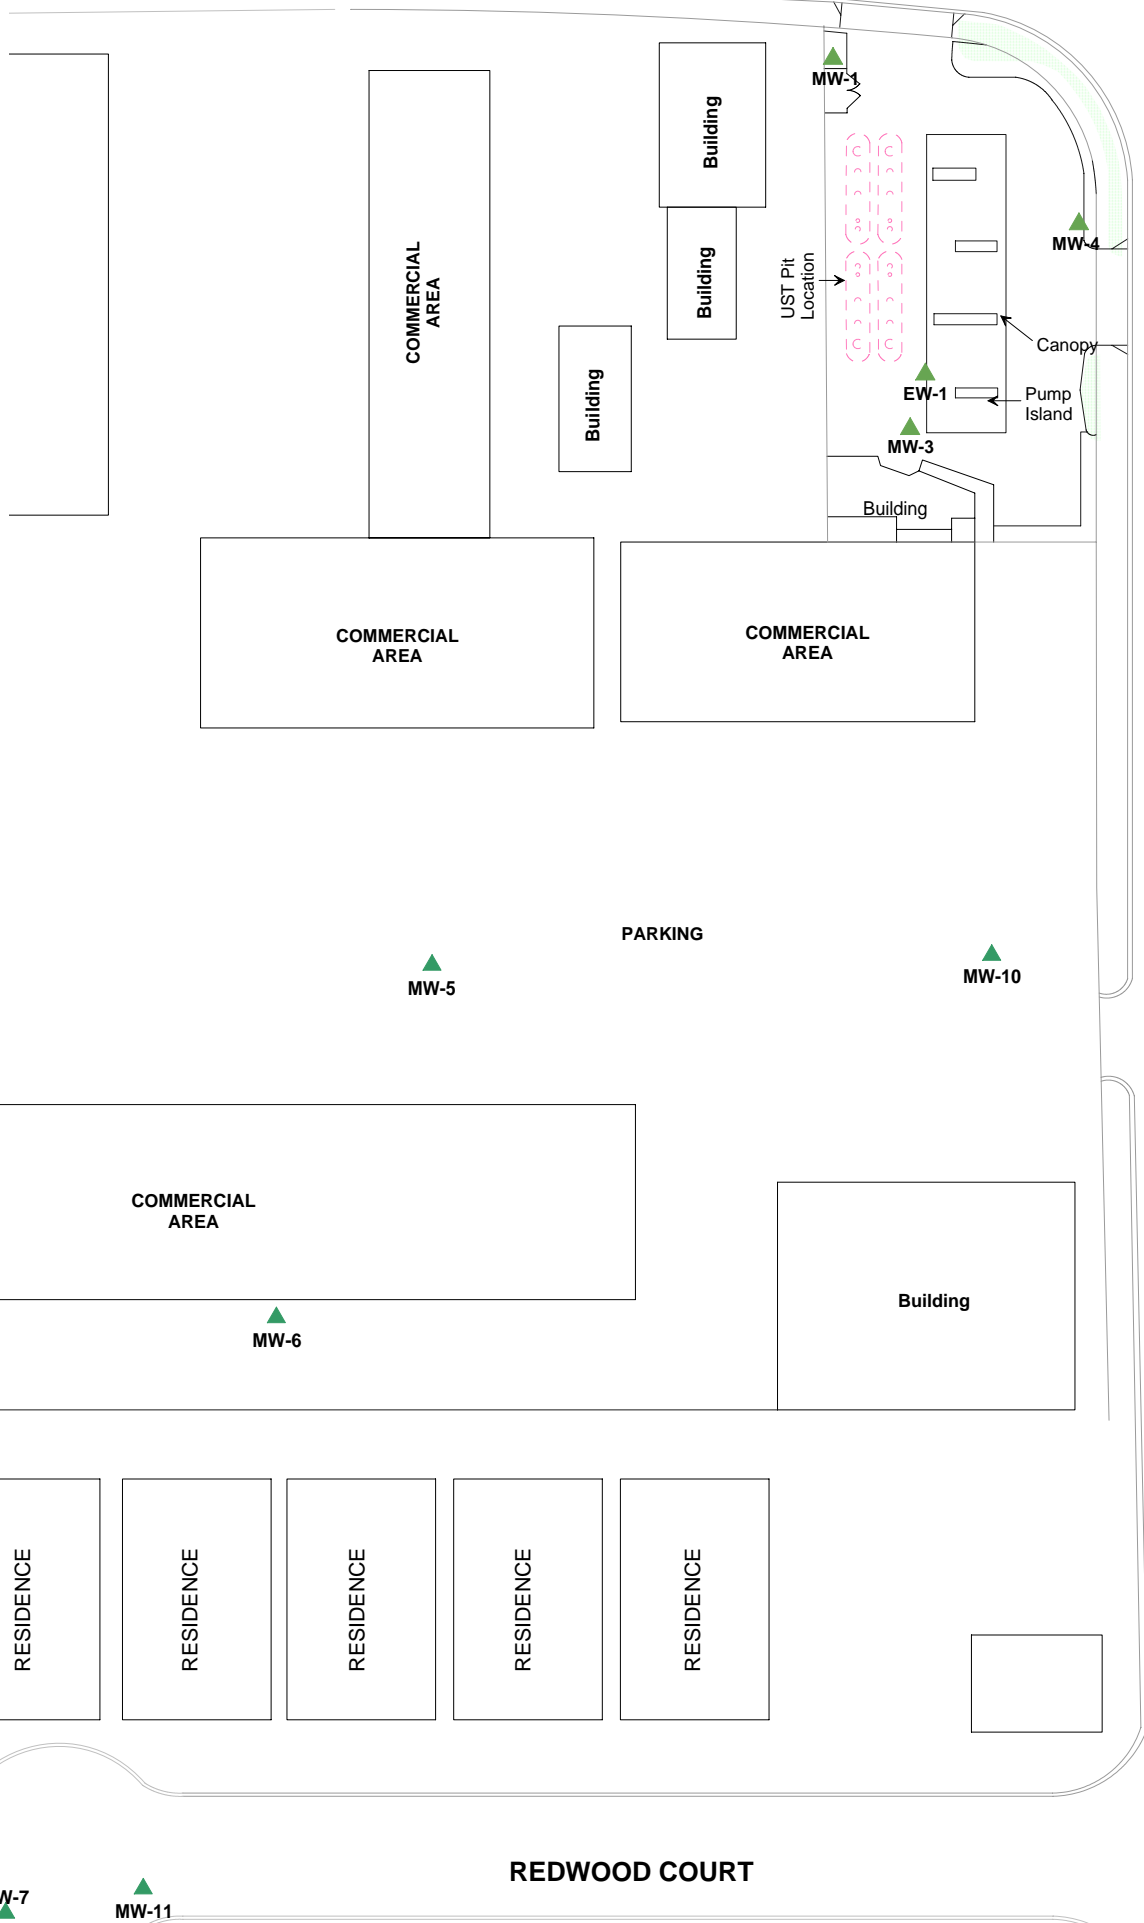 MW-1
Building
COMMERCIAL
AREA
Building
UST Pit
Location
MW-4
Canopy
Building
EW-1
Pump
Island
MW-3
Building
COMMERCIAL
AREA
COMMERCIAL
AREA
PARKING
MW-5
MW-10
COMMERCIAL
AREA
Building
MW-6
RESIDENCE
RESIDENCE
RESIDENCE
RESIDENCE
RESIDENCE
REDWOOD COURT
W-7
MW-11